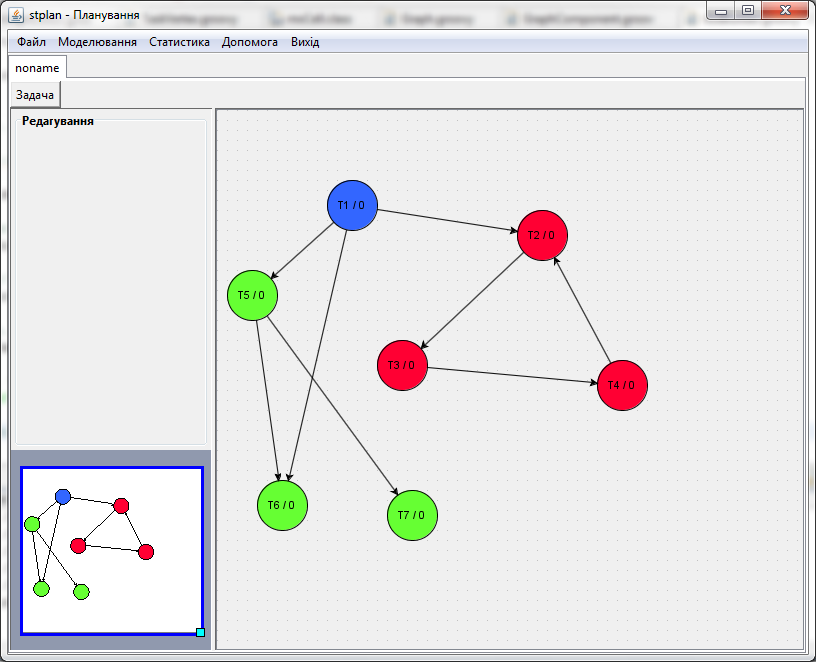 stplan - Планування
Файл Моделювання Статистика Допомога Вихід
noname
Задача
Редагування
T1 / 0
T2 / 0
T5 / 0
T3 / 0
T4 / 0
T6 / 0
T7 / 0